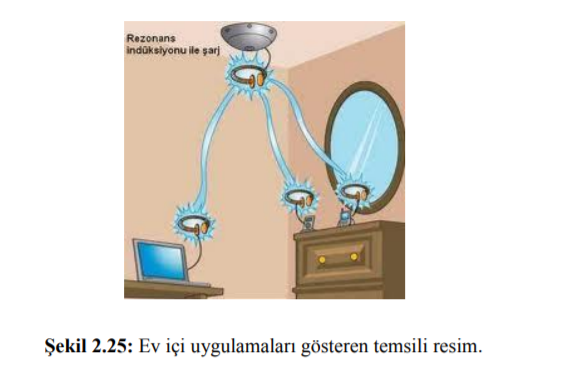 Rezonans
indüksiyonu ile şarj
Şekil 2.25: Ev içi uygulamaları gösteren temsili resim.